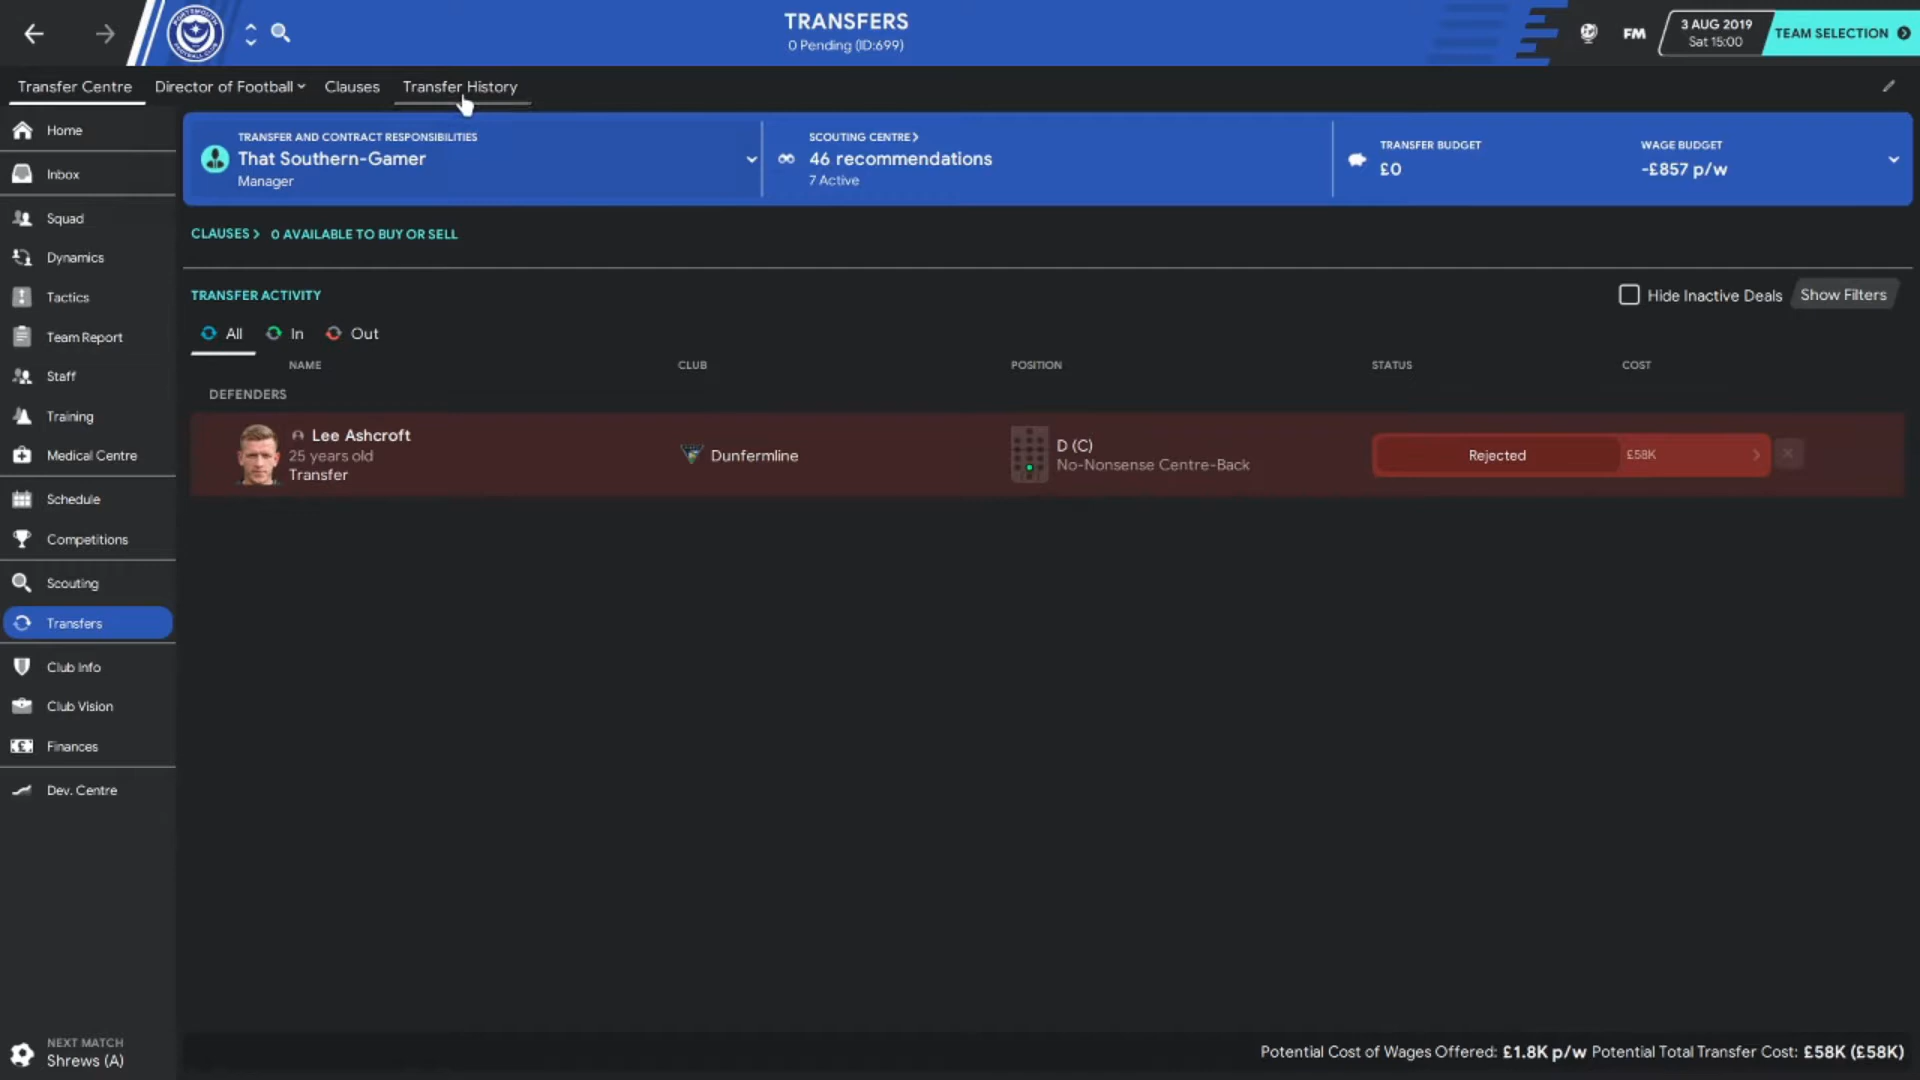 TRANSFERS
0 Pending (ID:699)
FM
3 AUG 2019
Sat 15:00
TEAM SELECTION
Transfer Centre
Director of Football
Clauses
Transfer History
Home
Inbox
Squad
Dynamics
Tactics
Team Report
Staff
Training
Medical Centre
Schedule
Competitions
Scouting
Transfers
Club Info
Club Vision
Finances
Dev. Centre
NEXT MATCH
Shrews (A)
TRANSFER AND CONTRACT RESPONSIBILITIES
That Southern-Gamer
Manager
SCOUTING CENTRE>
46 recommendations
7 Active
TRANSFER BUDGET
£0
WAGE BUDGET
-£857 p/w
CLAUSES > 0 AVAILABLE TO BUY OR SELL
TRANSFER ACTIVITY
Hide Inactive Deals
Show Filters
All
In
Out
NAME
CLUB
POSITION
STATUS
COST
DEFENDERS
Lee Ashcroft
25 years old
Transfer
Dunfermline
D (C)
No-Nonsense Centre-Back
Rejected
£58K
Potential Cost of Wages Offered: £1.8K p/w Potential Total Transfer Cost: £58K (£58K)